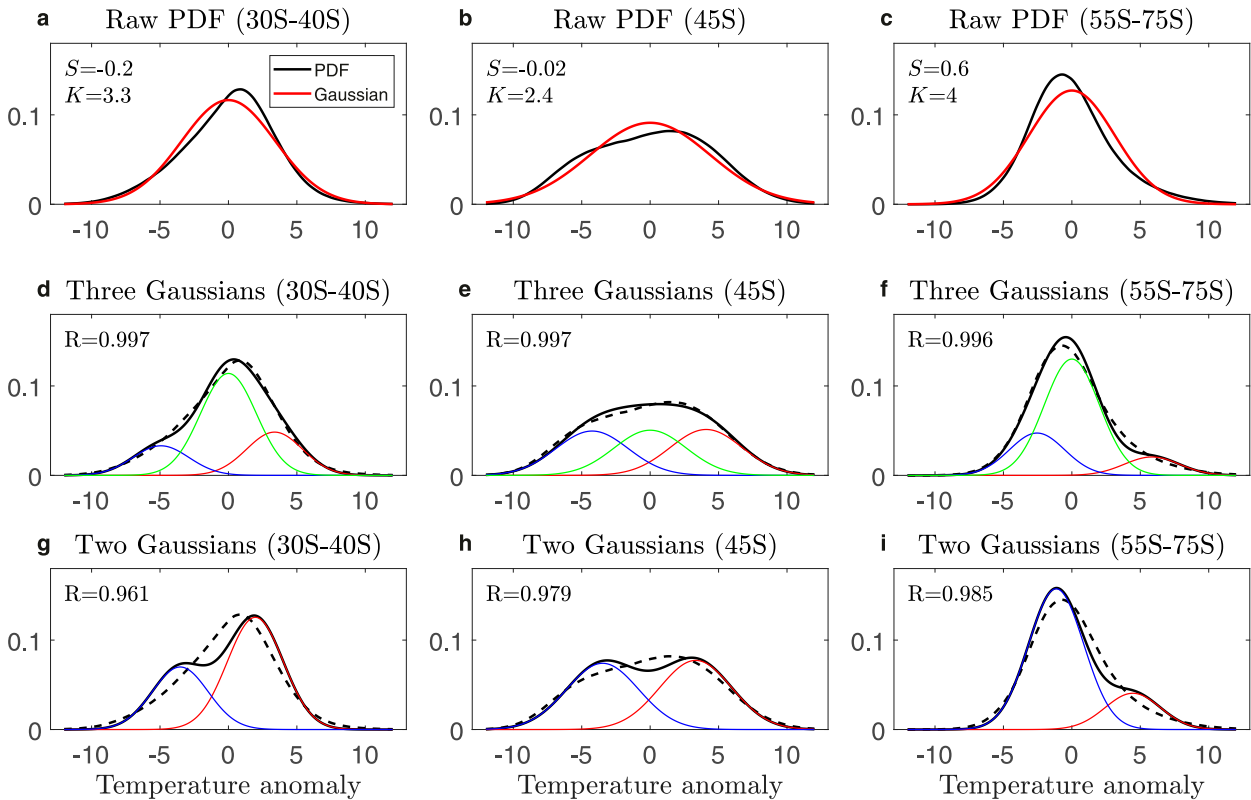 a Raw PDF (30S-40S)
b Raw PDF (45S)
c Raw PDF (55S-75S)
S=-0.2
K=3.3
PDF
Gaussian
S=-0.02
K=2.4
S=0.6
K=4
0.1
0
0.1
0
0.1
0
-10 -5 0 5 10
-10 -5 0 5 10
-10 -5 0 5 10
d Three Gaussians (30S-40S)
e Three Gaussians (45S)
f Three Gaussians (55S-75S)
R=0.997
R=0.997
R=0.996
0.1
0
0.1
0
0.1
0
-10 -5 0 5 10
-10 -5 0 5 10
-10 -5 0 5 10
g Two Gaussians (30S-40S)
h Two Gaussians (45S)
i Two Gaussians (55S-75S)
R=0.961
R=0.979
R=0.985
0.1
0
0.1
0
0.1
0
-10 -5 0 5 10
-10 -5 0 5 10
-10 -5 0 5 10
Temperature anomaly
Temperature anomaly
Temperature anomaly